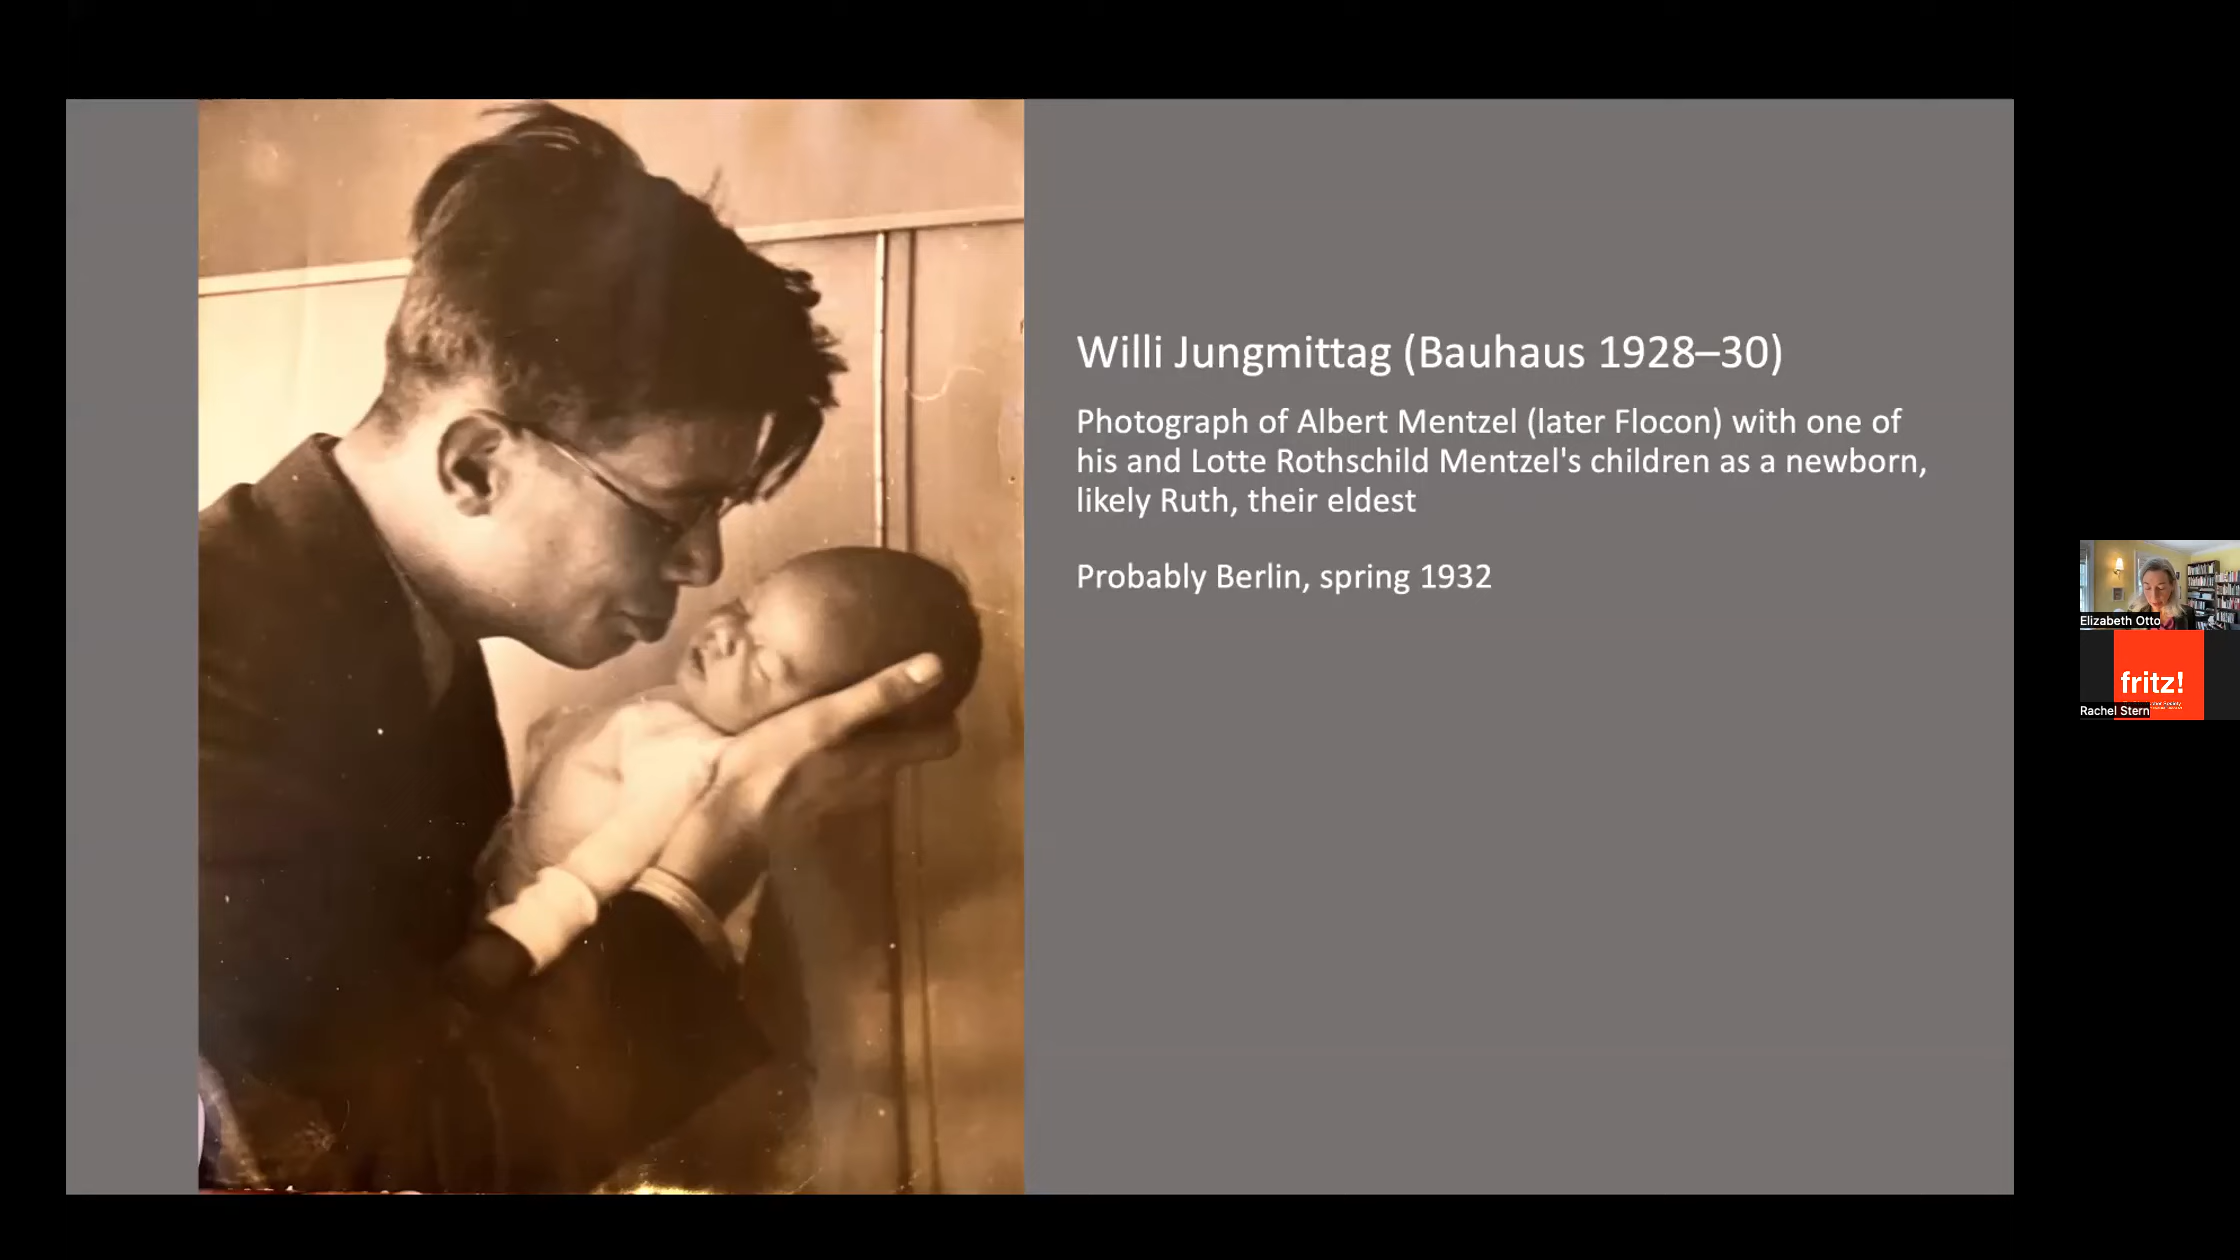 Willi Jungmittag (Bauhaus 1928–30)
Photograph of Albert Mentzel (later Flocon) with one of
his and Lotte Rothschild Mentzel's children as a newborn,
likely Ruth, their eldest
Probably Berlin, spring 1932
Elizabeth Otto
fritz!
Rachel Stern